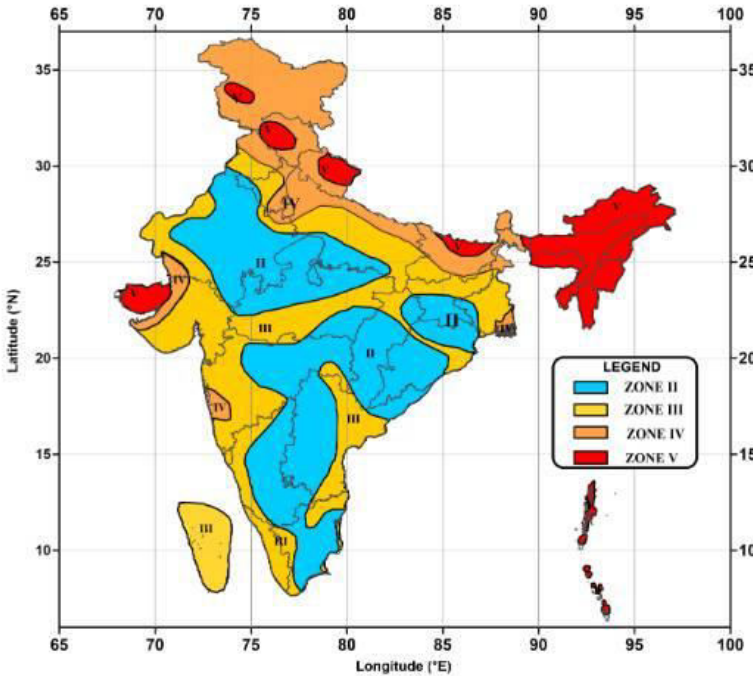 65 70 75 80 85 90 95 100
35 35
30 30
25 25
20 20
15 15
10 10
65 70 75 80 85 90 95 100
Latitude (°N)
Longitude (°E)
V
V
IV
V
V
II
IV
V
II
III
II
IV
III
III
III
LEGEND
ZONE II
ZONE III
ZONE IV
ZONE V